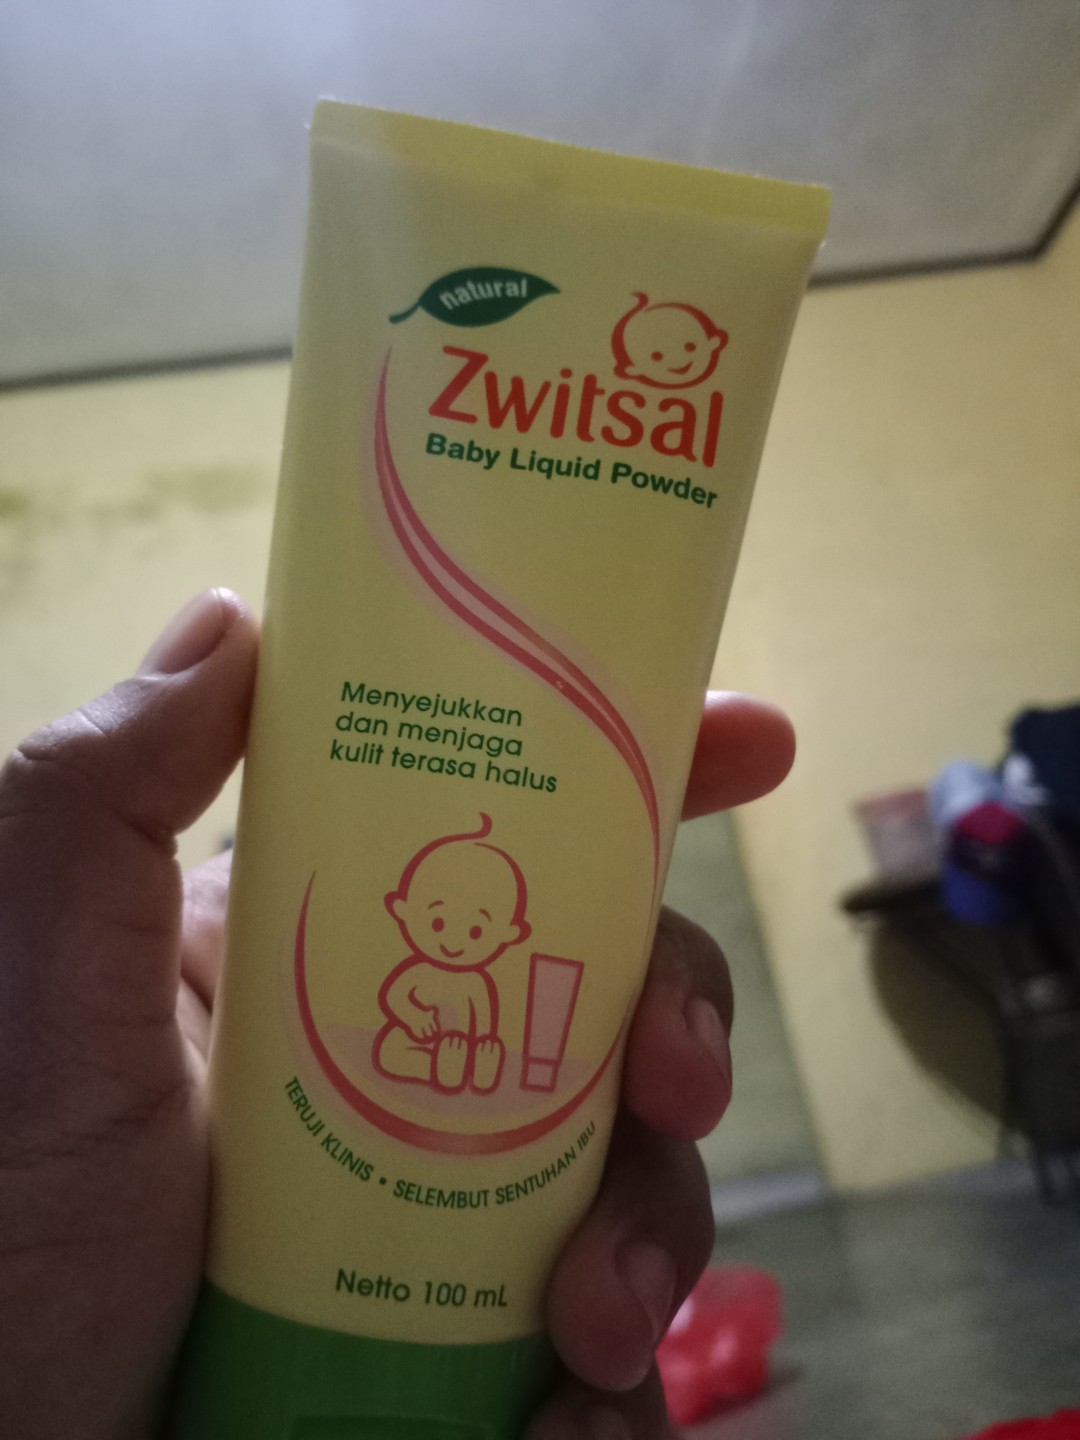 natural
Zwitsal
Baby Liquid Powder
Menyejukkan
dan menjaga
kulit terasa halus
TERUJI KLINIS • SELEMBUT SENTUHAN IBU
Netto 100 mL